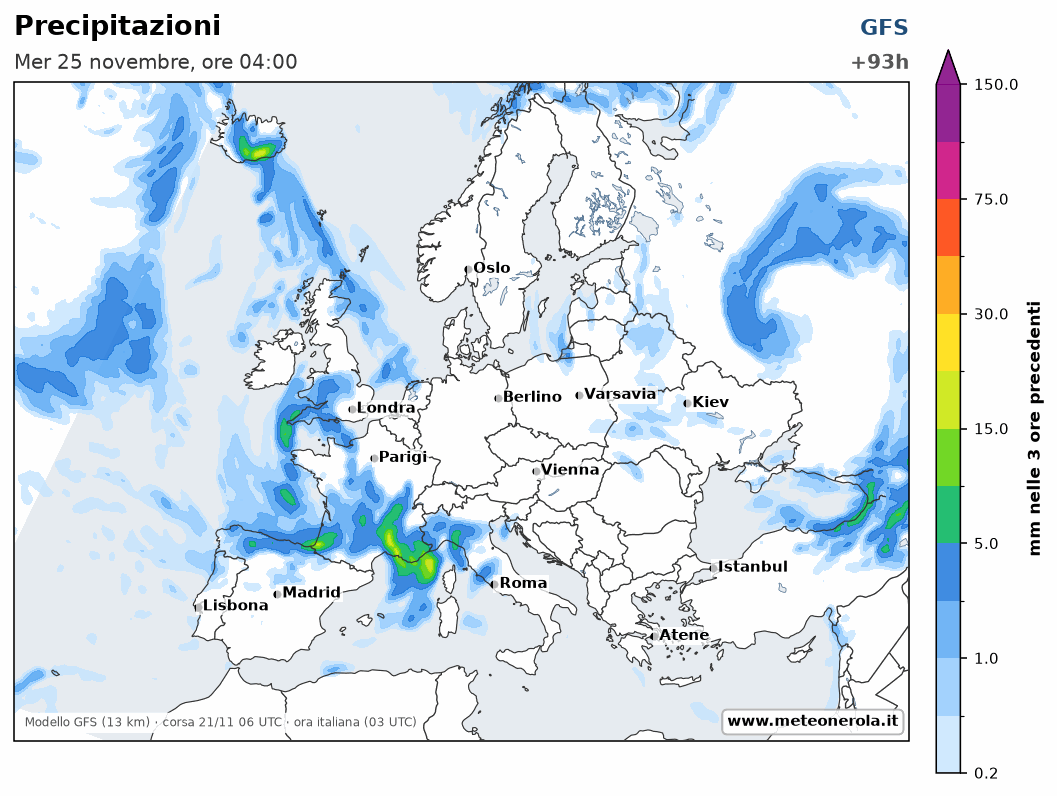 Precipitazioni
GFS
Mer 25 novembre, ore 04:00
+93h
150.0
75.0
30.0
15.0
5.0
1.0
0.2
mm nelle 3 ore precedenti
Oslo
Berlino
Varsavia
Kiev
Londra
Parigi
Vienna
Istanbul
Roma
Madrid
Lisbona
Atene
Modello GFS (13 km) · corsa 21/11 06 UTC · ora italiana (03 UTC)
www.meteonerola.it